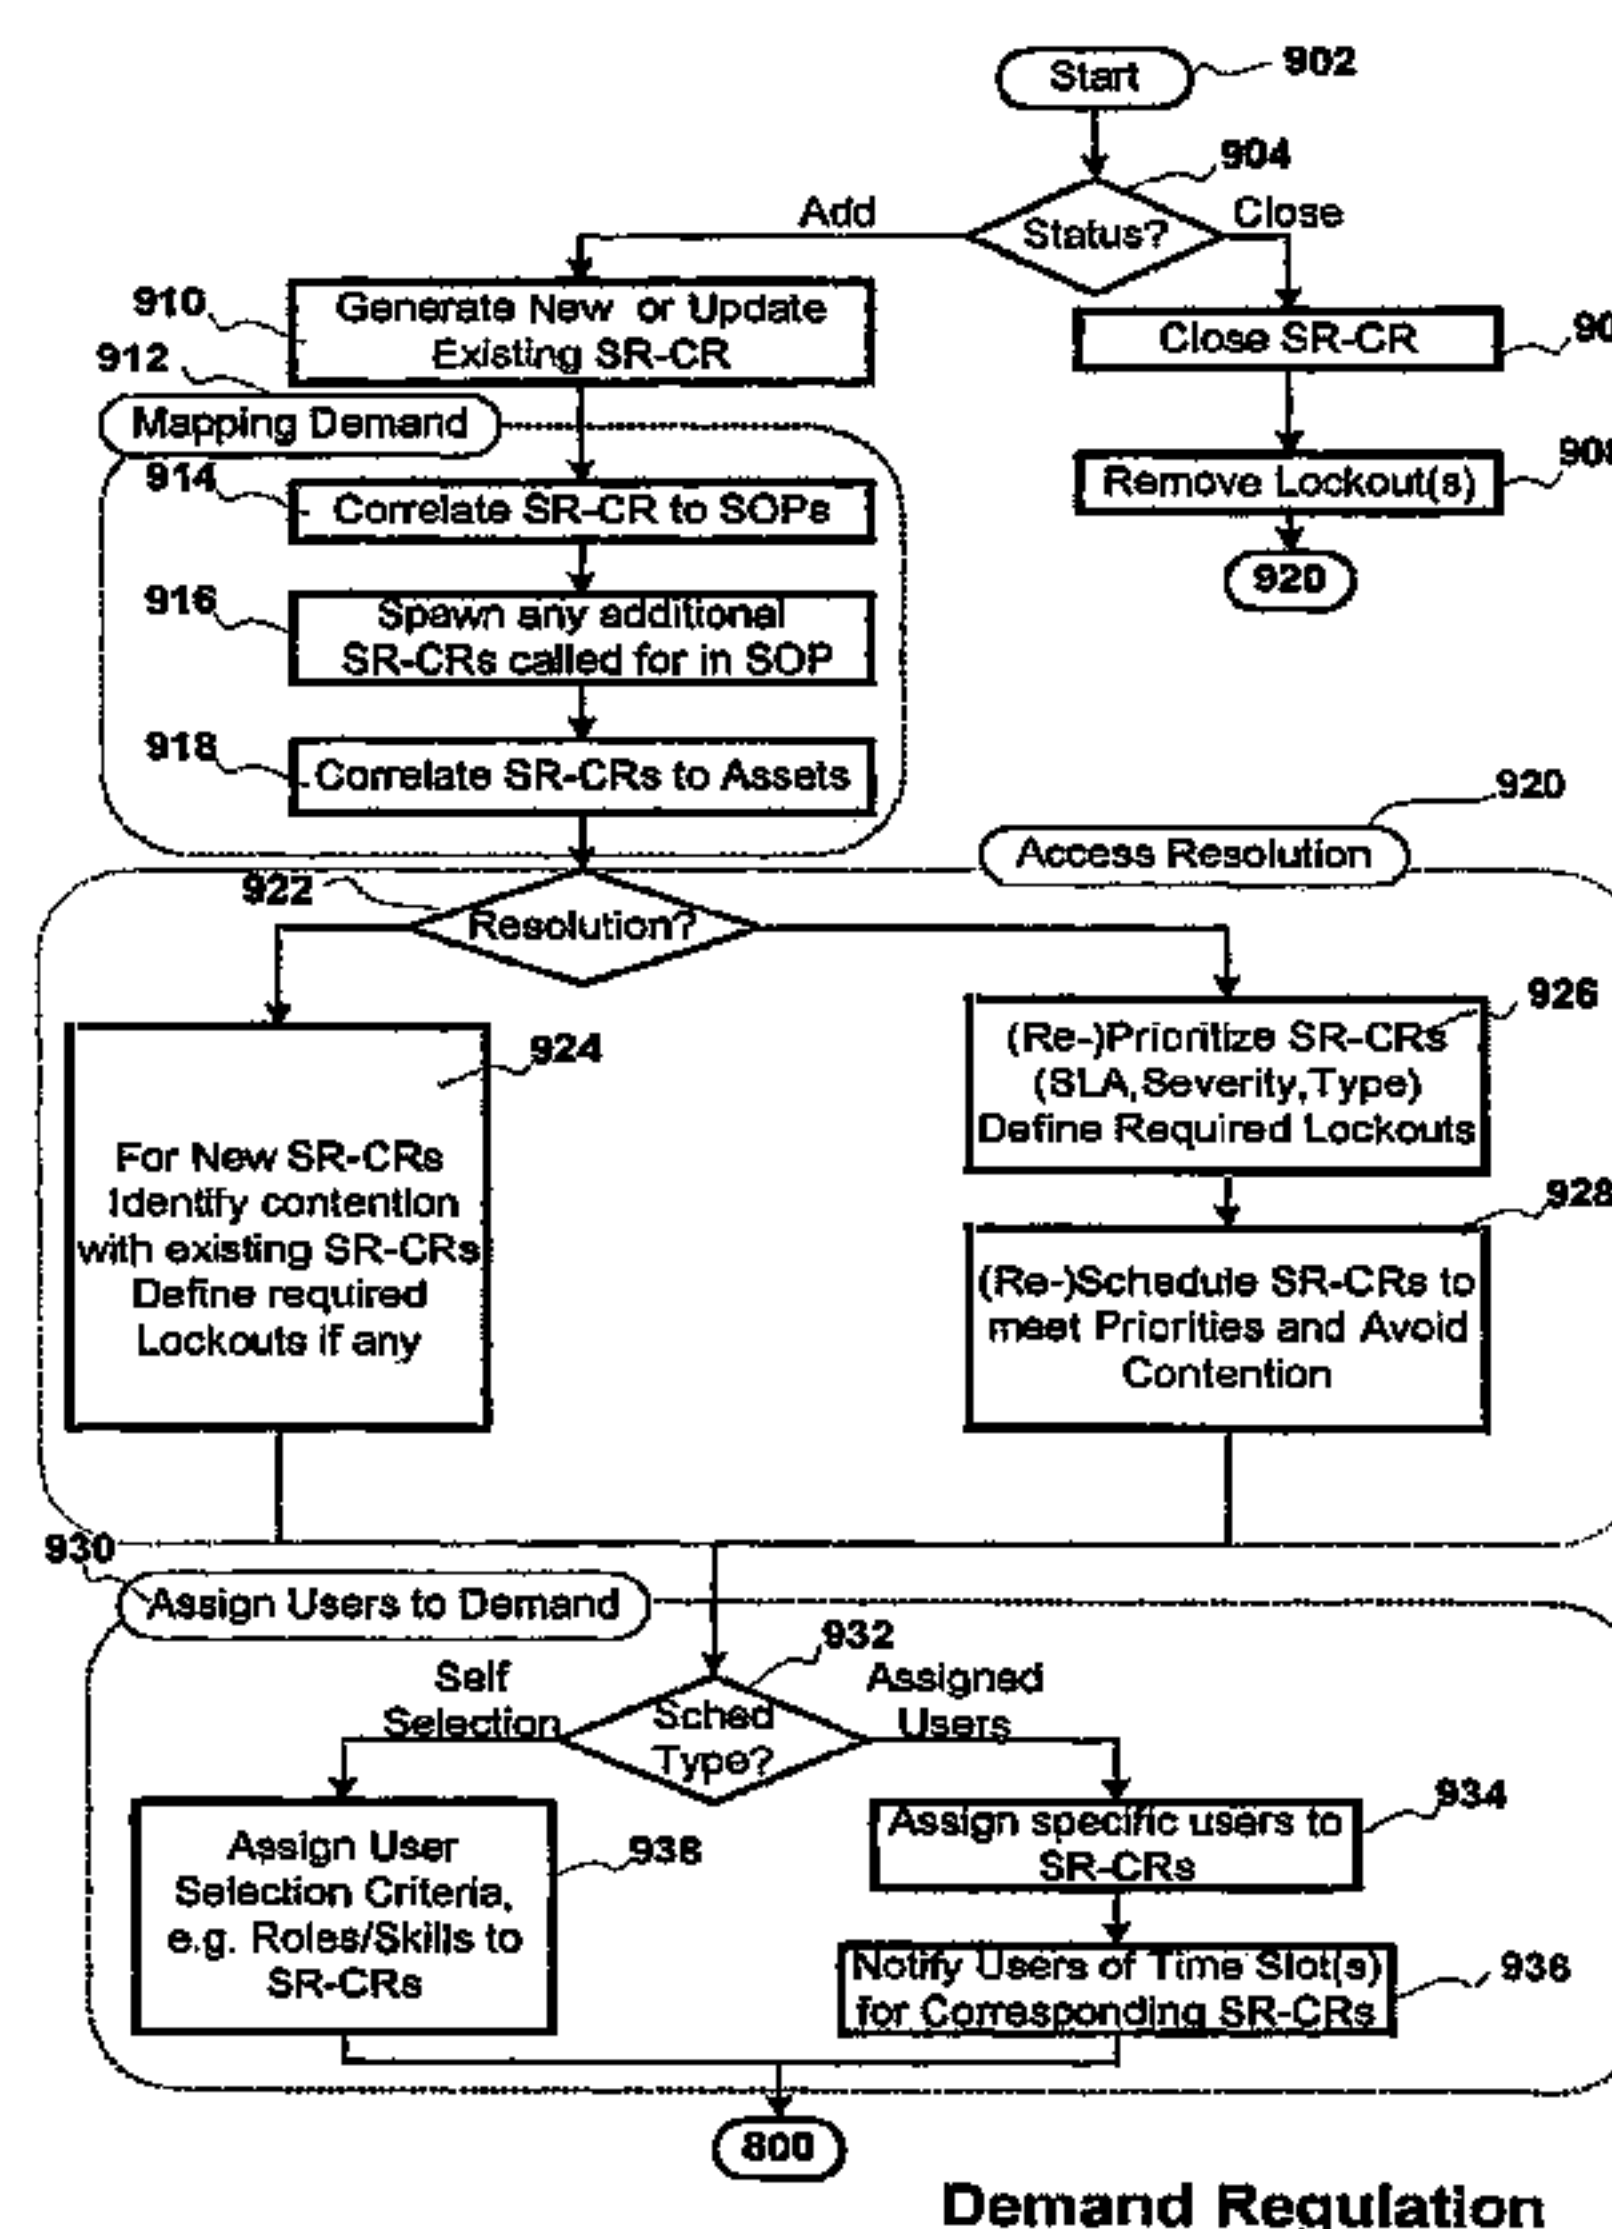 Start
902
904
Add
Status?
Close
910
Generate New or Update
Existing SR-CR
Close SR-CR
912
Mapping Demand
914
Correlate SR-CR to SOPs
Remove Lockout(s)
920
916
Spawn any additional
SR-CRs called for in SOP
918
Correlate SR-CRs to Assets
920
Access Resolution
922
Resolution?
924
For New SR-CRs
Identify contention
with existing SR-CRs
Define required
Lockouts if any
926
(Re-)Prioritize SR-CRs
(SLA,Severity,Type)
Define Required Lockouts
928
(Re-)Schedule SR-CRs to
meet Priorities and Avoid
Contention
930
Assign Users to Demand
932
Self
Selection
Sched
Type?
Assigned
Users
934
Assign specific users to
SR-CRs
938
Assign User
Selection Criteria,
e.g. Roles/Skills to
SR-CRs
936
Notify Users of Time Slot(s)
for Corresponding SR-CRs
800
Demand Regulation